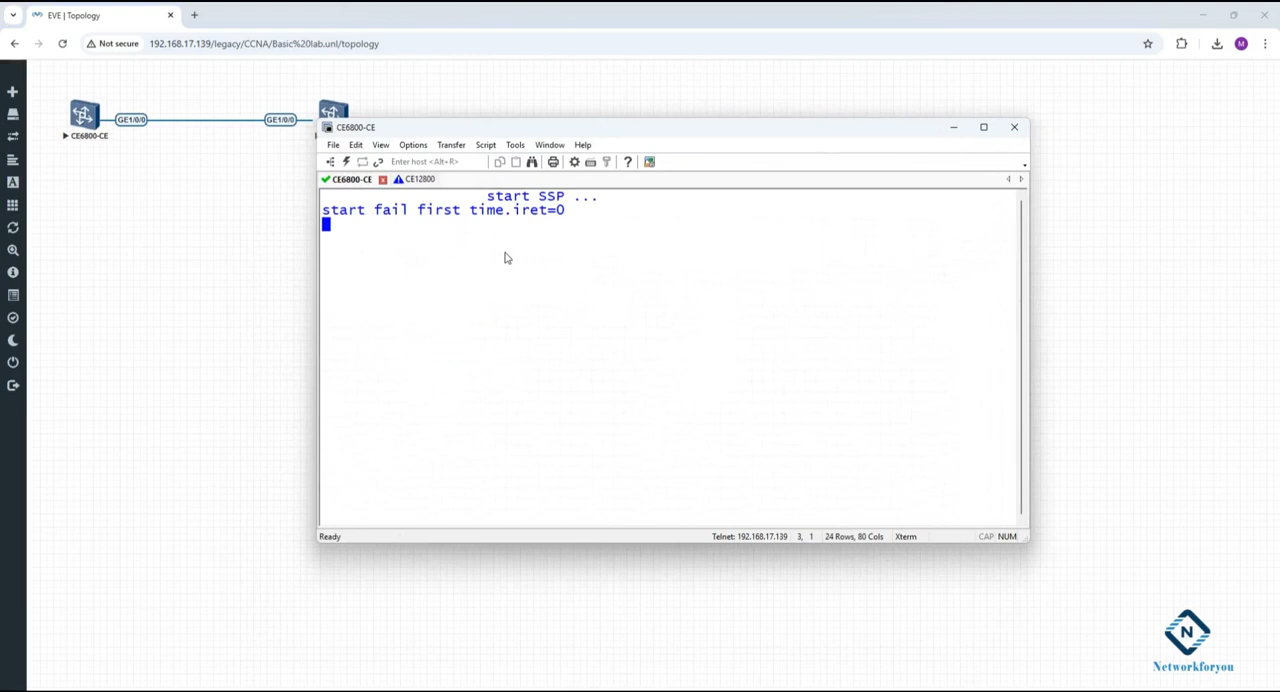 EVE | Topology
Not secure
192.168.17.139/legacy/CCNA/Basic%20lab.unl/topology
M
GE1/0/0
GE1/0/0
CE6800-CE
CE6800-CE
File Edit View Options Transfer Script Tools Window Help
Enter host <Alt+R>
CE6800-CE
CE12800
start SSP ...
start fail first time.iret=0
Ready
Telnet: 192.168.17.139
3, 1
24 Rows, 80 Cols
Xterm
CAP NUM
N
Networkforyou